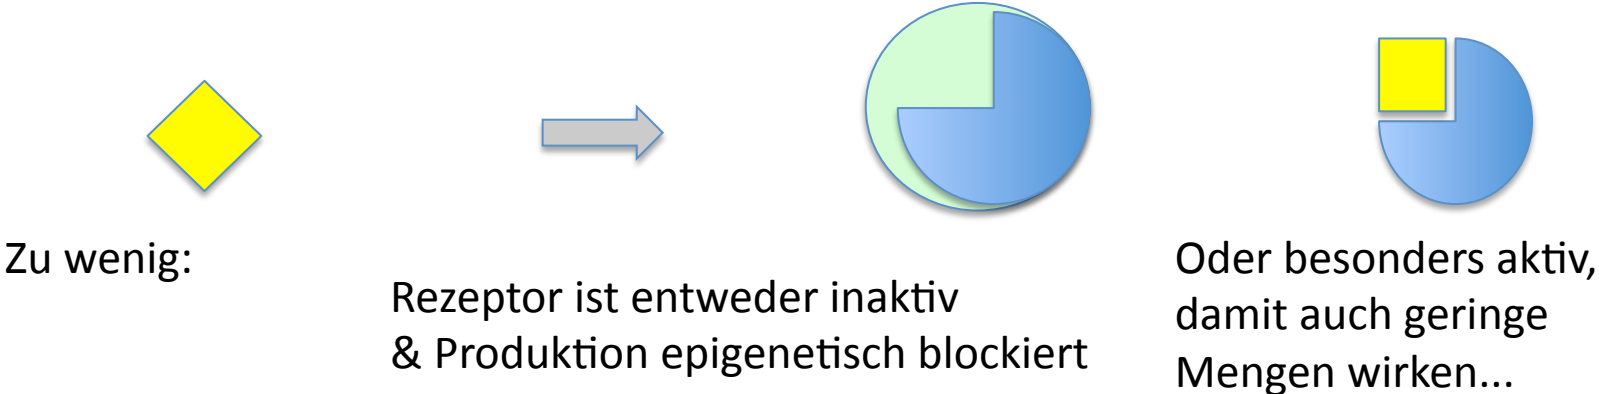 Zu wenig:
Rezeptor ist entweder inaktiv
& Produktion epigenetisch blockiert
Oder besonders aktiv,
damit auch geringe
Mengen wirken...